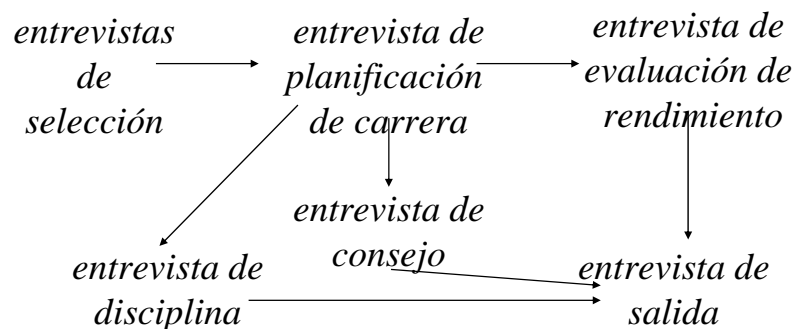 entrevistas
de
selección
entrevista de
planificación
de carrera
entrevista de
evaluación de
rendimiento
entrevista de
consejo
entrevista de
disciplina
entrevista de
salida